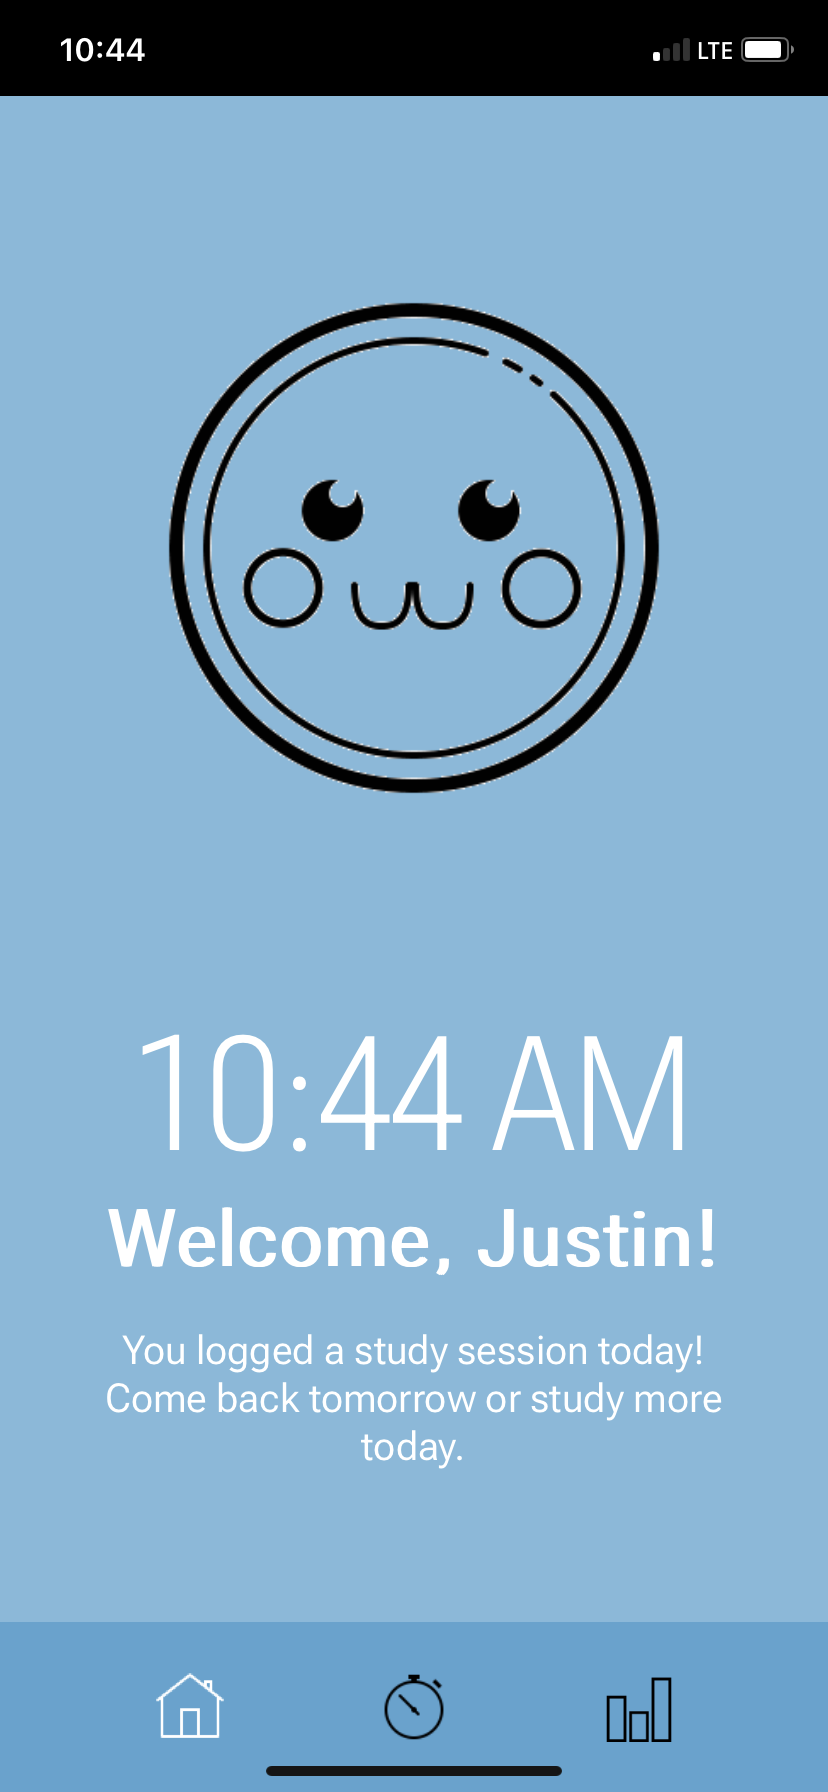 10:44
LTE
10:44 AM
Welcome, Justin!
You logged a study session today!
Come back tomorrow or study more
today.